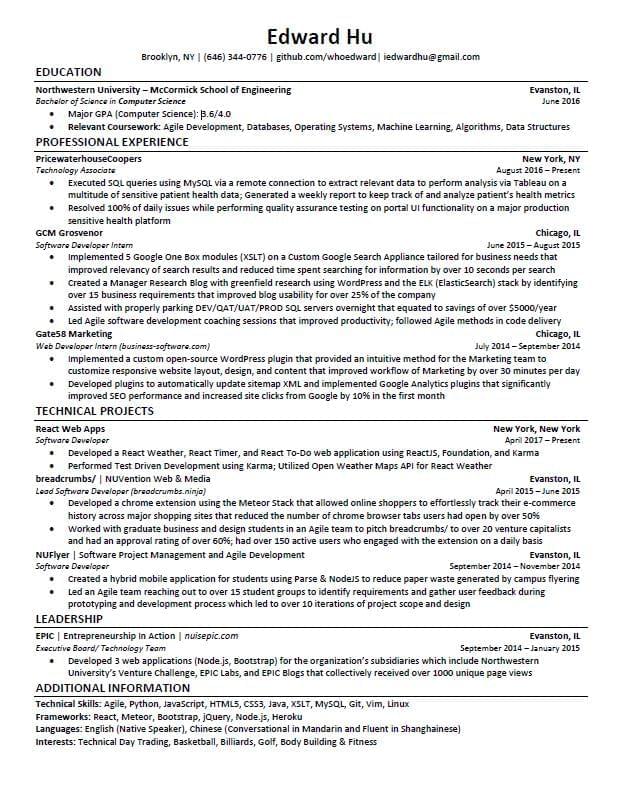 Edward Hu
Brooklyn, NY | (646) 344-0776 | github.com/whoedward| iedwardhu@gmail.com
EDUCATION
Northwestern University – McCormick School of Engineering Evanston, IL
Bachelor of Science in Computer Science June 2016
• Major GPA (Computer Science): 3.6/4.0
• Relevant Coursework: Agile Development, Databases, Operating Systems, Machine Learning, Algorithms, Data Structures
PROFESSIONAL EXPERIENCE
PricewaterhouseCoopers New York, NY
Technology Associate August 2016 – Present
• Executed SQL queries using MySQL via a remote connection to extract relevant data to perform analysis via Tableau on a
multitude of sensitive patient health data; Generated a weekly report to keep track of and analyze patient's health metrics
• Resolved 100% of daily issues while performing quality assurance testing on portal UI functionality on a major production
sensitive health platform
GCM Grosvenor Chicago, IL
Software Developer Intern June 2015 – August 2015
• Implemented 5 Google One Box modules (XSLT) on a Custom Google Search Appliance tailored for business needs that
improved relevancy of search results and reduced time spent searching for information by over 10 seconds per search
• Created a Manager Research Blog with greenfield research using WordPress and the ELK (ElasticSearch) stack by identifying
over 15 business requirements that improved blog usability for over 25% of the company
• Assisted with properly parking DEV/QAT/UAT/PROD SQL servers overnight that equated to savings of over $5000/year
• Led Agile software development coaching sessions that improved productivity; followed Agile methods in code delivery
Gate58 Marketing Chicago, IL
Web Developer Intern (business-software.com) July 2014 – September 2014
• Implemented a custom open-source WordPress plugin that provided an intuitive method for the Marketing team to
customize responsive website layout, design, and content that improved workflow of Marketing by over 30 minutes per day
• Developed plugins to automatically update sitemap XML and implemented Google Analytics plugins that significantly
improved SEO performance and increased site clicks from Google by 10% in the first month
TECHNICAL PROJECTS
React Web Apps New York, New York
Software Developer April 2017 – Present
• Developed a React Weather, React Timer, and React To-Do web application using ReactJS, Foundation, and Karma
• Performed Test Driven Development using Karma; Utilized Open Weather Maps API for React Weather
breadcrumbs/ | NUVention Web & Media Evanston, IL
Lead Software Developer (breadcrumbs.ninja) April 2015 – June 2015
• Developed a chrome extension using the Meteor Stack that allowed online shoppers to effortlessly track their e-commerce
history across major shopping sites that reduced the number of chrome browser tabs users had open by over 50%
• Worked with graduate business and design students in an Agile team to pitch breadcrumbs/ to over 20 venture capitalists
and had an approval rating of over 60%; had over 150 active users who engaged with the extension on a daily basis
NUFlyer | Software Project Management and Agile Development Evanston, IL
Software Developer September 2014 – November 2014
• Created a hybrid mobile application for students using Parse & NodeJS to reduce paper waste generated by campus flyering
• Led an Agile team reaching out to over 15 student groups to identify requirements and gather user feedback during
prototyping and development process which led to over 10 iterations of project scope and design
LEADERSHIP
EPIC | Entrepreneurship In Action | nuisepic.com Evanston, IL
Executive Board/ Technology Team September 2014 – January 2015
• Developed 3 web applications (Node.js, Bootstrap) for the organization's subsidiaries which include Northwestern
University's Venture Challenge, EPIC Labs, and EPIC Blogs that collectively received over 1000 unique page views
ADDITIONAL INFORMATION
Technical Skills: Agile, Python, JavaScript, HTML5, CSS3, Java, XSLT, MySQL, Git, Vim, Linux
Frameworks: React, Meteor, Bootstrap, jQuery, Node.js, Heroku
Languages: English (Native Speaker), Chinese (Conversational in Mandarin and Fluent in Shanghainese)
Interests: Technical Day Trading, Basketball, Billiards, Golf, Body Building & Fitness